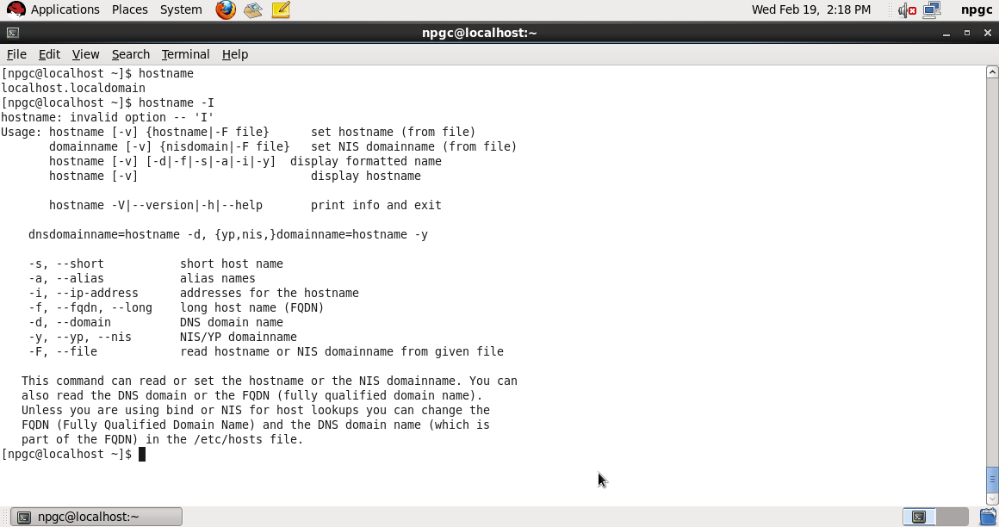 Applications Places System Wed Feb 19, 2:18 PM npgc
npgc@localhost:~
File Edit View Search Terminal Help
[npgc@localhost ~]$ hostname
localhost.localdomain
[npgc@localhost ~]$ hostname -I
hostname: invalid option -- 'I'
Usage: hostname [-v] {hostname|-F file}      set hostname (from file)
       domainname [-v] {nisdomain|-F file}   set NIS domainname (from file)
       hostname [-v] [-d|-f|-s|-a|-i|-y]  display formatted name
       hostname [-v]                         display hostname
       hostname -V|--version|-h|--help       print info and exit
    dnsdomainname=hostname -d, {yp,nis,}domainname=hostname -y
    -s, --short           short host name
    -a, --alias           alias names
    -i, --ip-address      addresses for the hostname
    -f, --fqdn, --long    long host name (FQDN)
    -d, --domain          DNS domain name
    -y, --yp, --nis       NIS/YP domainname
    -F, --file            read hostname or NIS domainname from given file
   This command can read or set the hostname or the NIS domainname. You can
   also read the DNS domain or the FQDN (fully qualified domain name).
   Unless you are using bind or NIS for host lookups you can change the
   FQDN (Fully Qualified Domain Name) and the DNS domain name (which is
   part of the FQDN) in the /etc/hosts file.
[npgc@localhost ~]$
npgc@localhost:~